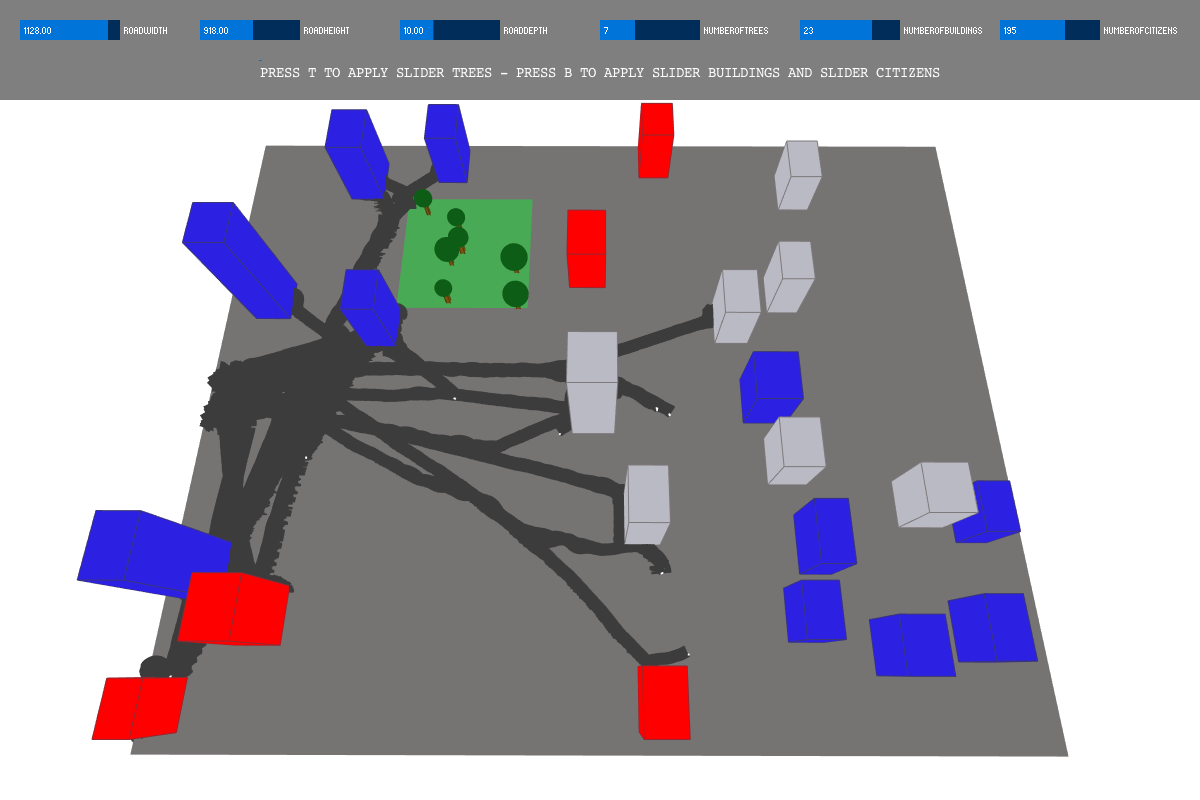 1128.00 ROADWIDTH 918.00 ROADHEIGHT 10.00 ROADDEPTH 7 NUMBEROFTREES 23 NUMBEROFBUILDINGS 195 NUMBEROFCITIZENS
PRESS T TO APPLY SLIDER TREES - PRESS B TO APPLY SLIDER BUILDINGS AND SLIDER CITIZENS